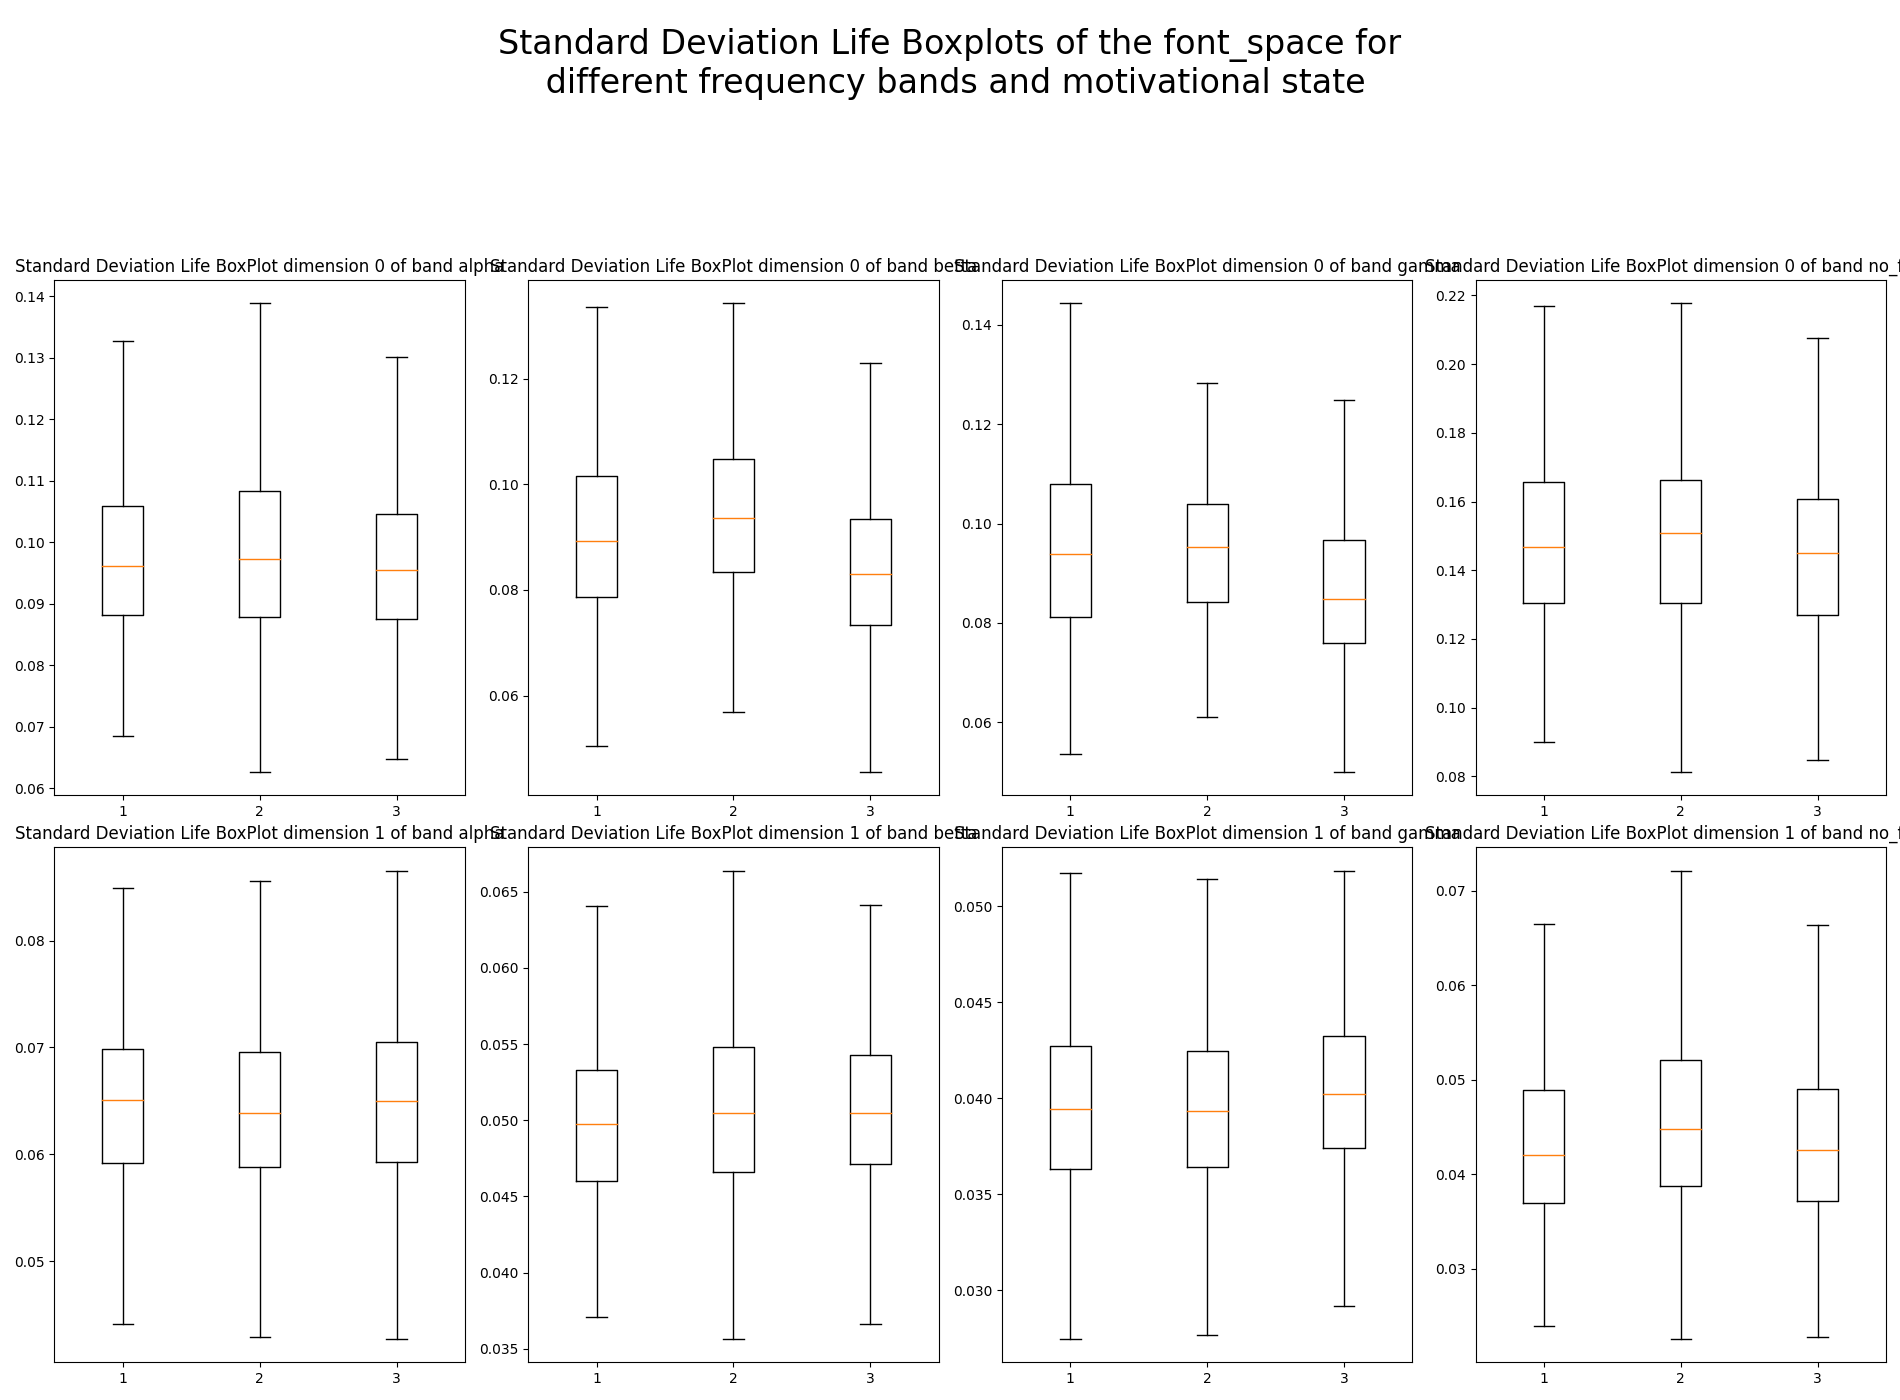 Standard Deviation Life Boxplots of the font_space for
different frequency bands and motivational state
Standard Deviation Life BoxPlot dimension 0 of band alpha
Standard Deviation Life BoxPlot dimension 0 of band beta
Standard Deviation Life BoxPlot dimension 0 of band gamma
Standard Deviation Life BoxPlot dimension 0 of band
0.14
0.13
0.12
0.11
0.10
0.09
0.08
0.07
0.06
1 2 3
0.12
0.10
0.08
0.06
1 2 3
0.14
0.12
0.10
0.08
0.06
1 2 3
0.22
0.20
0.18
0.16
0.14
0.12
0.10
0.08
1 2 3
Standard Deviation Life BoxPlot dimension 1 of band alpha
Standard Deviation Life BoxPlot dimension 1 of band beta
Standard Deviation Life BoxPlot dimension 1 of band gamma
Standard Deviation Life BoxPlot dimension 1 of band
0.08
0.07
0.06
0.05
1 2 3
0.065
0.060
0.055
0.050
0.045
0.040
0.035
1 2 3
0.050
0.045
0.040
0.035
0.030
1 2 3
0.07
0.06
0.05
0.04
0.03
1 2 3